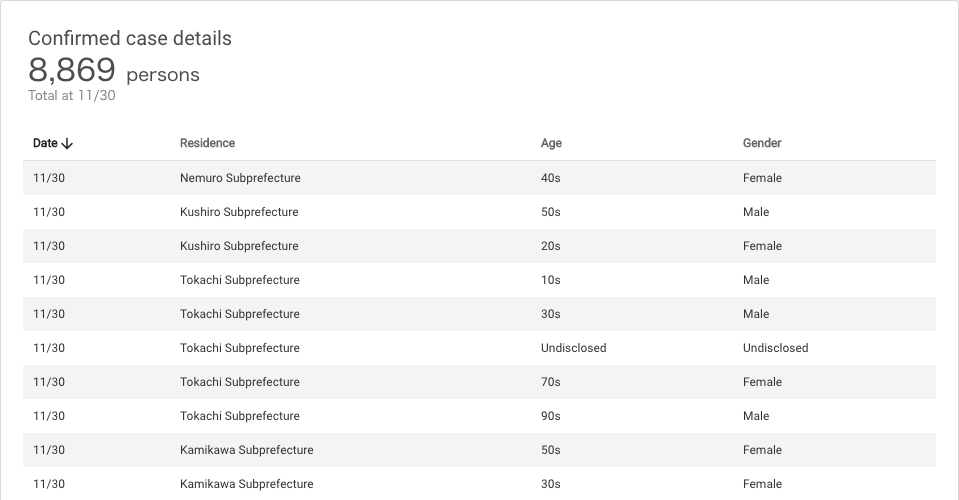 Confirmed case details
8,869 persons
Total at 11/30
Date ↓ Residence Age Gender
11/30 Nemuro Subprefecture 40s Female
11/30 Kushiro Subprefecture 50s Male
11/30 Kushiro Subprefecture 20s Female
11/30 Tokachi Subprefecture 10s Male
11/30 Tokachi Subprefecture 30s Male
11/30 Tokachi Subprefecture Undisclosed Undisclosed
11/30 Tokachi Subprefecture 70s Female
11/30 Tokachi Subprefecture 90s Male
11/30 Kamikawa Subprefecture 50s Female
11/30 Kamikawa Subprefecture 30s Female